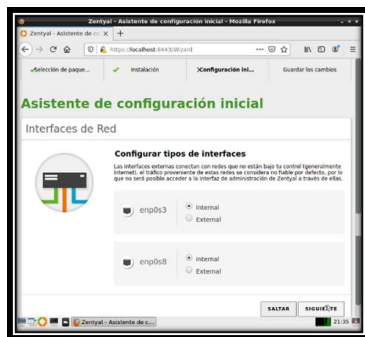 Zentyal - Asistente de configuración inicial - Mozilla Firefox
Zentyal - Asistente de co
https://localhost:8443/Wizard
Selección de paque...
Instalación
Configuración ini...
Guardar los cambios
Asistente de configuración inicial
Interfaces de Red
Configurar tipos de interfaces
Las interfaces externas conectan con redes que no están bajo tu control (generalmente
Internet), el tráfico proveniente de estas redes se considera no fiable por defecto, por lo
que no será posible acceder a la interfaz de administración de Zentyal a través de ellas.
enp0s3
Internal
External
enp0s8
Internal
External
SALTAR
SIGUIENTE
Zentyal - Asistente de c...
21:35